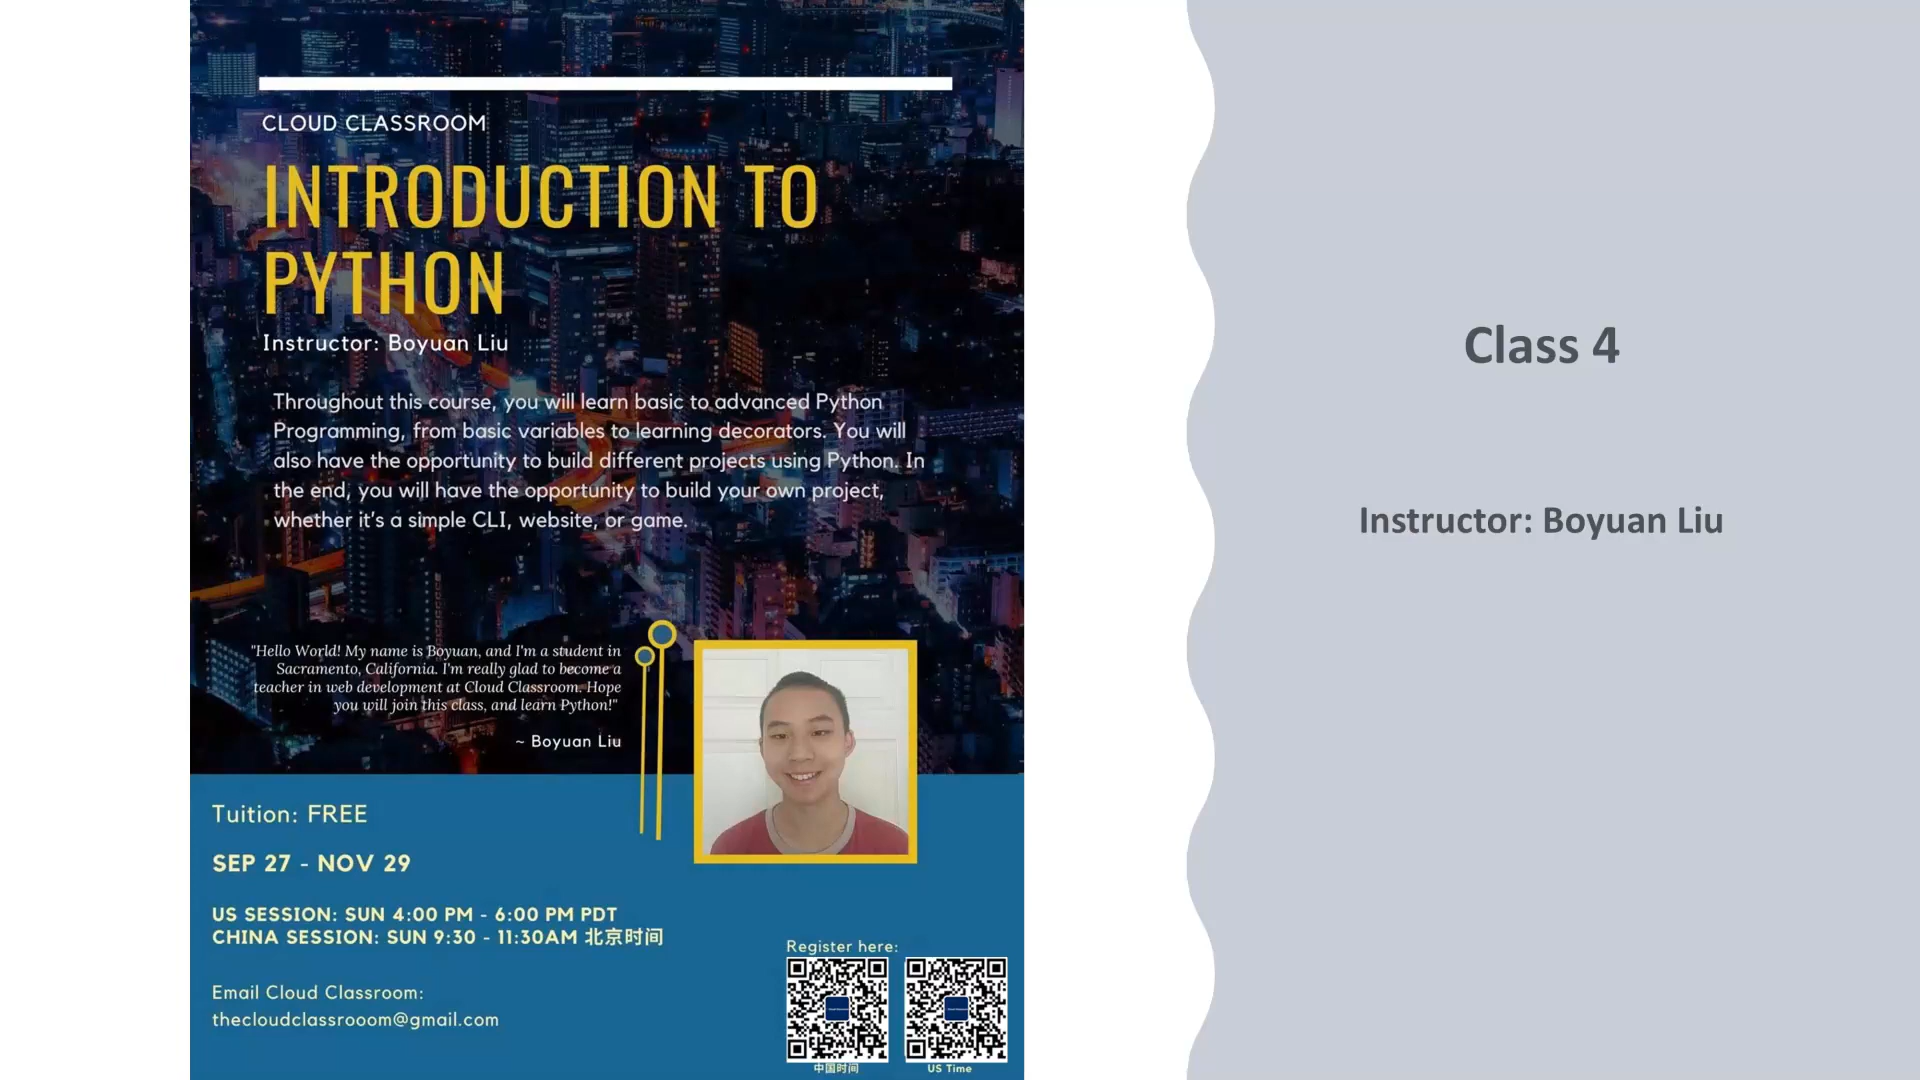 CLOUD CLASSROOM
INTRODUCTION TO
PYTHON
Instructor: Boyuan Liu
Throughout this course, you will learn basic to advanced Python
Programming, from basic variables to learning decorators. You will
also have the opportunity to build different projects using Python. In
the end, you will have the opportunity to build your own project,
whether it's a simple CLI, website, or game.
"Hello World! My name is Boyuan, and I'm a student in
Sacramento, California. I'm really glad to become a
teacher in web development at Cloud Classroom. Hope
you will join this class, and learn Python!"
~ Boyuan Liu
Tuition: FREE
SEP 27 - NOV 29
US SESSION: SUN 4:00 PM - 6:00 PM PDT
CHINA SESSION: SUN 9:30 - 11:30AM 北京时间
Email Cloud Classroom:
thecloudclassrooom@gmail.com
Register here:
中国时间
US Time
Class 4
Instructor: Boyuan Liu